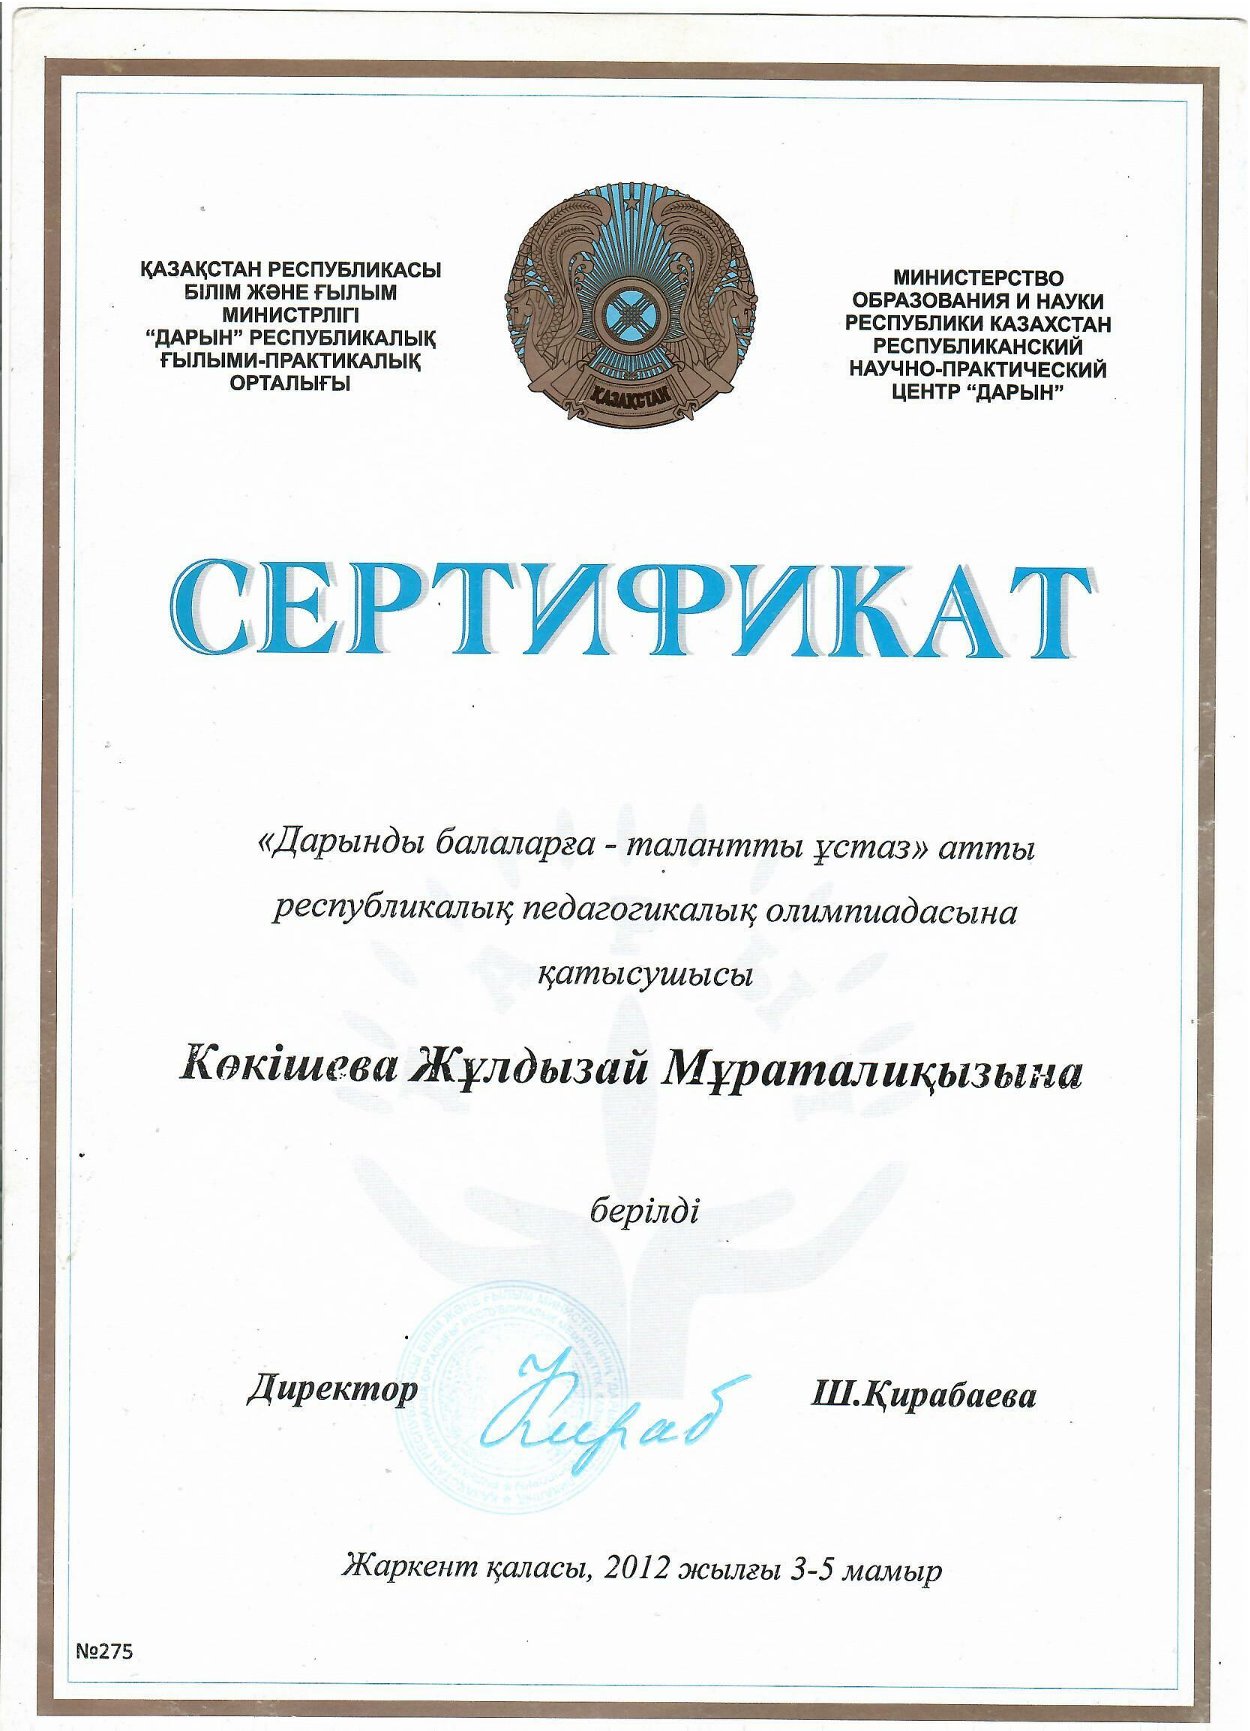 ҚАЗАҚСТАН РЕСПУБЛИКАСЫ
БІЛІМ ЖӘНЕ ҒЫЛЫМ
МИНИСТРЛІГІ
“ДАРЫН” РЕСПУБЛИКАЛЫҚ
ҒЫЛЫМИ-ПРАКТИКАЛЫҚ
ОРТАЛЫҒЫ
ҚАЗАҚСТАН
МИНИСТЕРСТВО
ОБРАЗОВАНИЯ И НАУКИ
РЕСПУБЛИКИ КАЗАХСТАН
РЕСПУБЛИКАНСКИЙ
НАУЧНО-ПРАКТИЧЕСКИЙ
ЦЕНТР “ДАРЫН”
СЕРТИФИКАТ
«Дарынды балаларға - талантты ұстаз» атты
республикалық педагогикалық олимпиадасына
қатысушысы
Көкішева Жұлдызай Мұраталиқызына
берілді
Директор
Ш.Қирабаева
Жаркент қаласы, 2012 жылғы 3-5 мамыр
№275